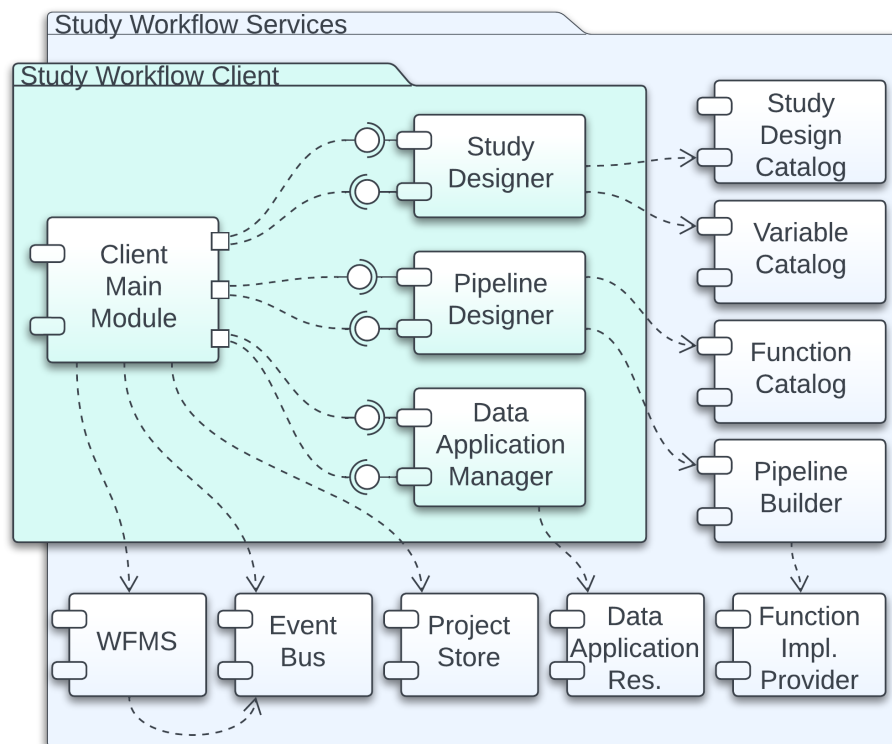 Study Workflow Services
Study Workflow Client
Study
Design
Catalog
Study
Designer
Variable
Catalog
Client
Main
Module
Pipeline
Designer
Function
Catalog
Data
Application
Manager
Pipeline
Builder
WFMS
Event
Bus
Project
Store
Data
Application
Res.
Function
Impl.
Provider